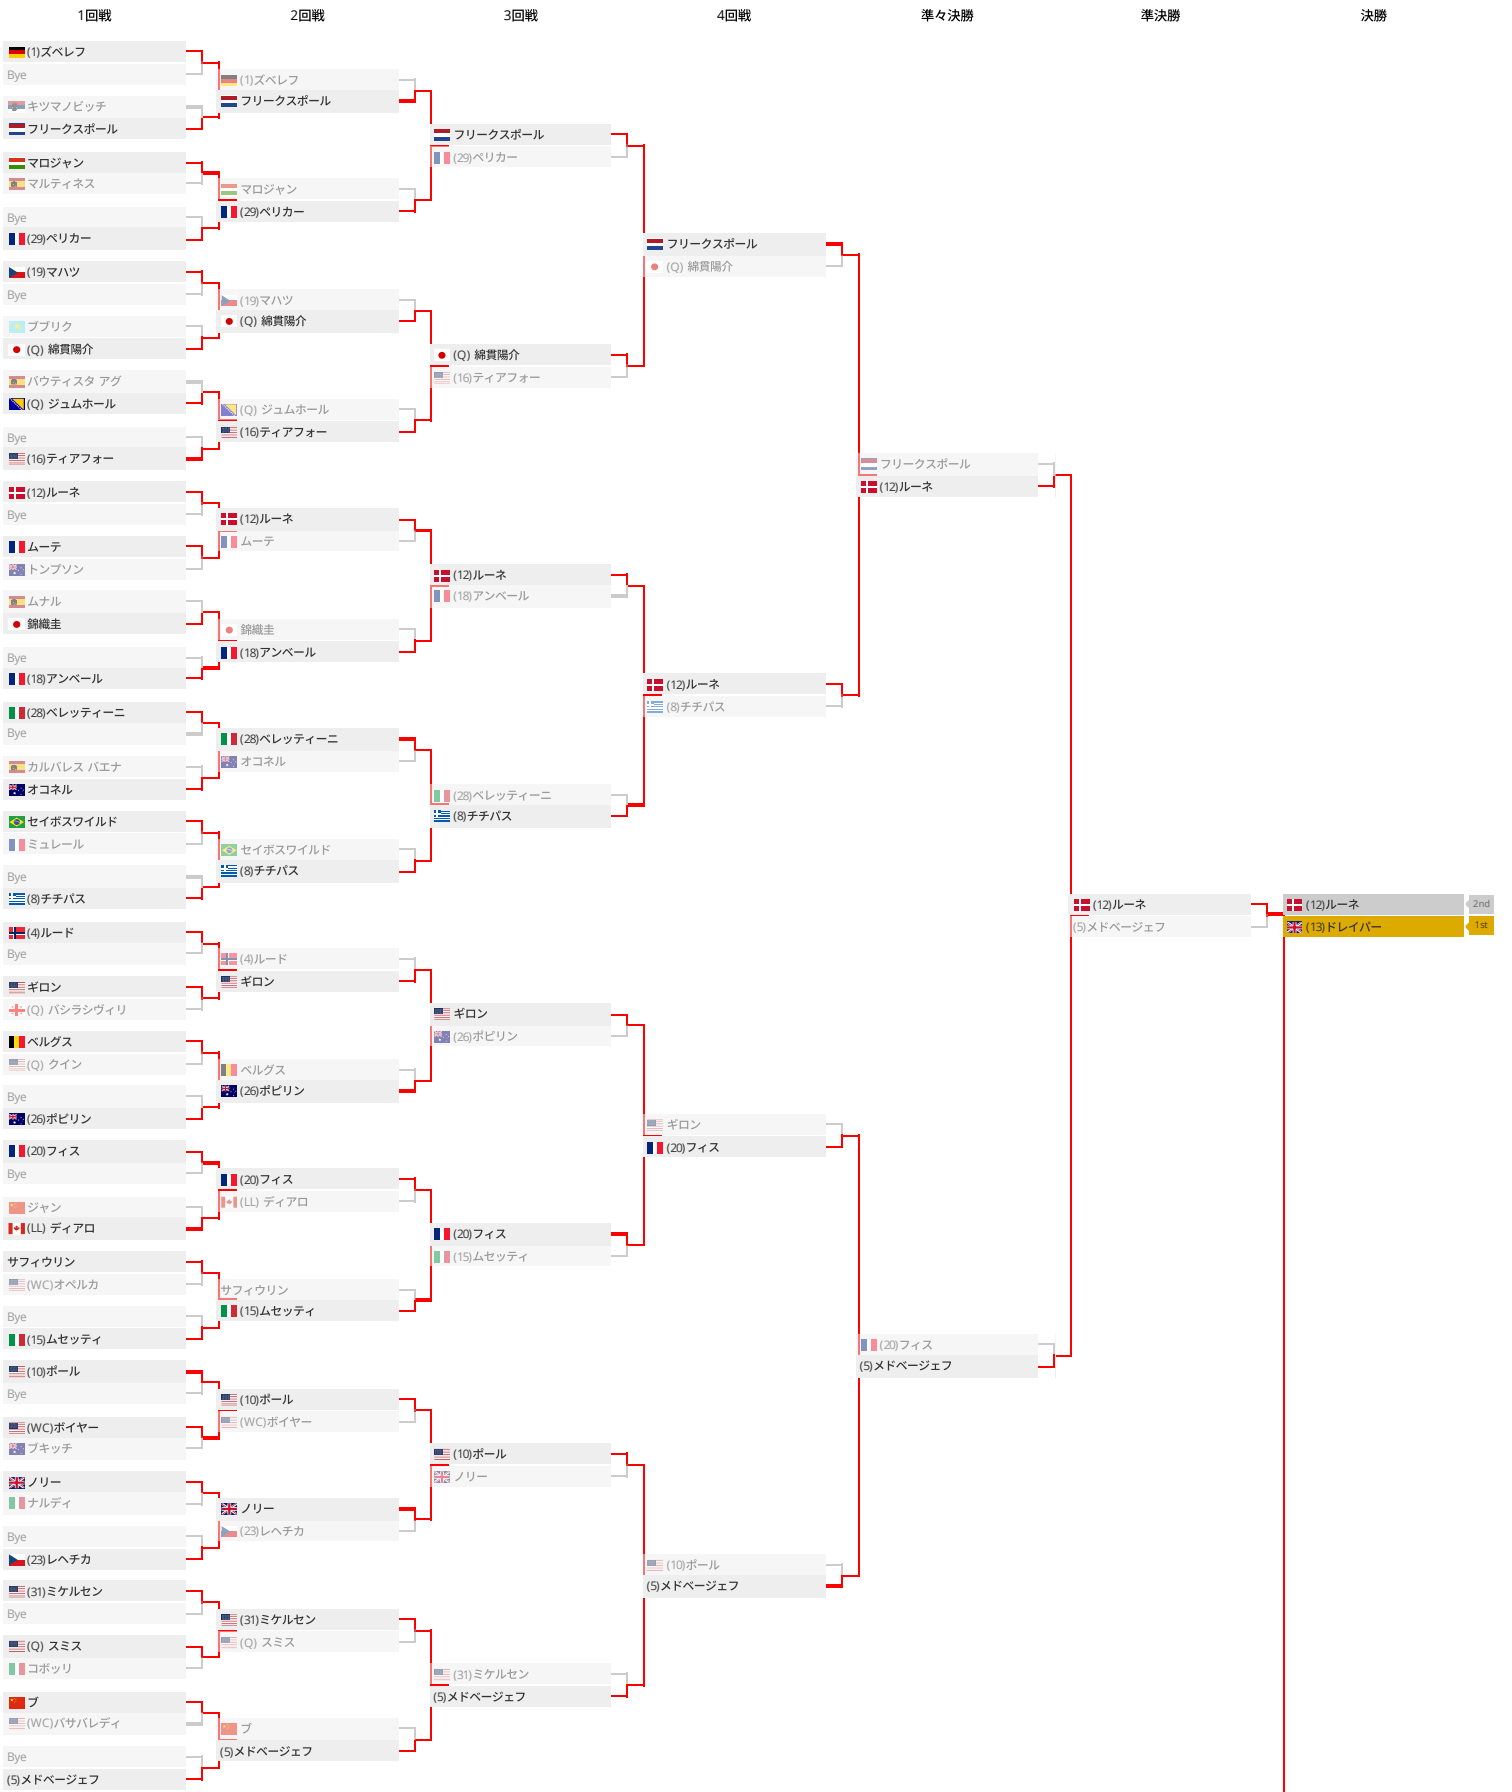 1回戦
2回戦
3回戦
4回戦
準々決勝
準決勝
決勝
(1)ズベレフ
Bye
キツマノビッチ
フリークスポール
マロジャン
マルティネス
Bye
(29)ペリカー
(19)マハツ
Bye
ブブリク
(Q) 綿貫陽介
バウティスタ アグ
(Q) ジュムホール
Bye
(16)ティアフォー
(12)ルーネ
Bye
ムーテ
トンプソン
ムナル
錦織圭
Bye
(18)アンベール
(28)ベレッティーニ
Bye
カルバレス バエナ
オコネル
セイボスワイルド
ミュレール
Bye
(8)チチパス
(4)ルード
Bye
ギロン
(Q) バシラシヴィリ
ベルグス
(Q) クイン
Bye
(26)ポピリン
(20)フィス
Bye
ジャン
(LL) ディアロ
サフィウリン
(WC)オペルカ
Bye
(15)ムセッティ
(10)ポール
Bye
(WC)ボイヤー
ブキッチ
ノリー
ナルディ
Bye
(23)レヘチカ
(31)ミケルセン
Bye
(Q) スミス
コボッリ
ブ
(WC)バサバレディ
Bye
(5)メドベージェフ
(1)ズベレフ
フリークスポール
マロジャン
(29)ペリカー
(19)マハツ
(Q) 綿貫陽介
(Q) ジュムホール
(16)ティアフォー
(12)ルーネ
ムーテ
錦織圭
(18)アンベール
(28)ベレッティーニ
オコネル
セイボスワイルド
(8)チチパス
(4)ルード
ギロン
ベルグス
(26)ポピリン
(20)フィス
(LL) ディアロ
サフィウリン
(15)ムセッティ
(10)ポール
(WC)ボイヤー
ノリー
(23)レヘチカ
(31)ミケルセン
(Q) スミス
ブ
(5)メドベージェフ
フリークスポール
(29)ペリカー
(Q) 綿貫陽介
(16)ティアフォー
(12)ルーネ
(18)アンベール
(28)ベレッティーニ
(8)チチパス
ギロン
(26)ポピリン
(20)フィス
(15)ムセッティ
(10)ポール
ノリー
(31)ミケルセン
(5)メドベージェフ
フリークスポール
(Q) 綿貫陽介
(12)ルーネ
(8)チチパス
ギロン
(20)フィス
(10)ポール
(5)メドベージェフ
フリークスポール
(12)ルーネ
(20)フィス
(5)メドベージェフ
(12)ルーネ
(5)メドベージェフ
(12)ルーネ
2nd
(13)ドレイパー
1st